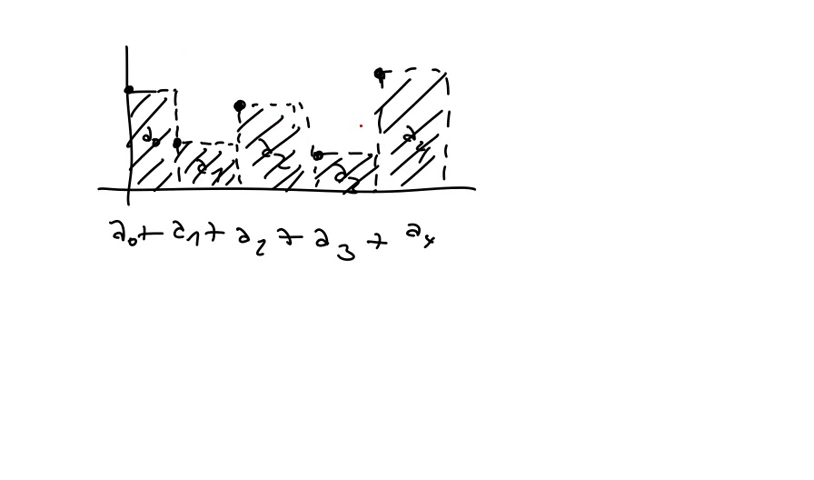 a₀ a₁ a₂ a₃ a₄
a₀ + a₁ + a₂ + a₃ + a₄